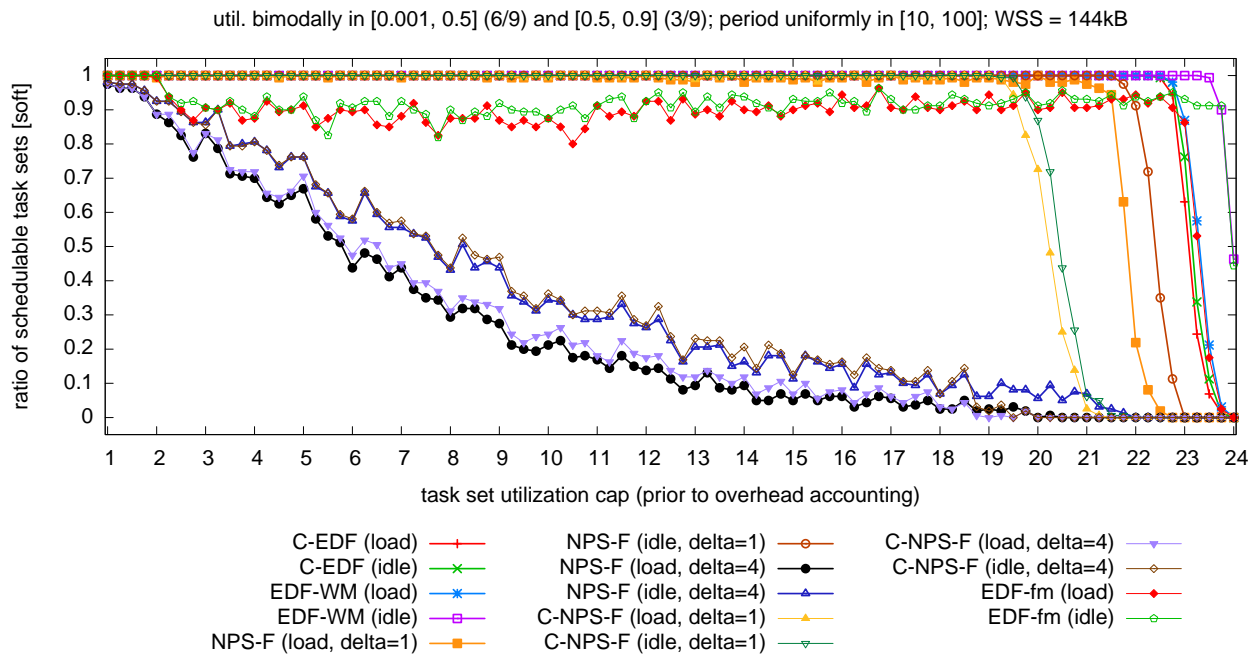 util. bimodally in [0.001, 0.5] (6/9) and [0.5, 0.9] (3/9); period uniformly in [10, 100]; WSS = 144kB
ratio of schedulable task sets [soft]
1
0.9
0.8
0.7
0.6
0.5
0.4
0.3
0.2
0.1
0
1 2 3 4 5 6 7 8 9 10 11 12 13 14 15 16 17 18 19 20 21 22 23 24
task set utilization cap (prior to overhead accounting)
C-EDF (load)
C-EDF (idle)
EDF-WM (load)
EDF-WM (idle)
NPS-F (load, delta=1)
NPS-F (idle, delta=1)
NPS-F (load, delta=4)
NPS-F (idle, delta=4)
C-NPS-F (load, delta=1)
C-NPS-F (idle, delta=1)
C-NPS-F (load, delta=4)
C-NPS-F (idle, delta=4)
EDF-fm (load)
EDF-fm (idle)